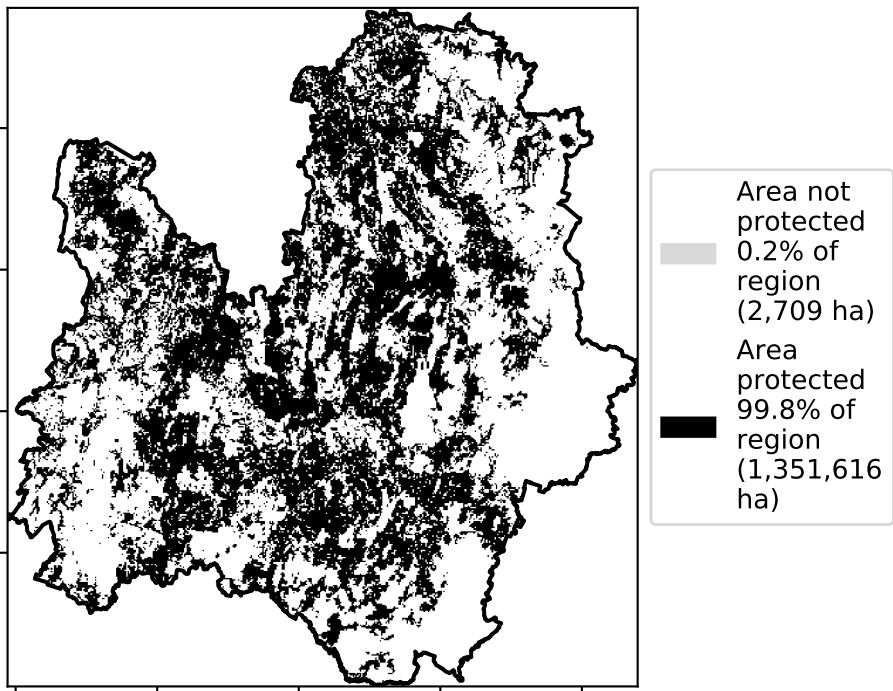 Area not
protected
0.2% of
region
(2,709 ha)
Area
protected
99.8% of
region
(1,351,616
ha)